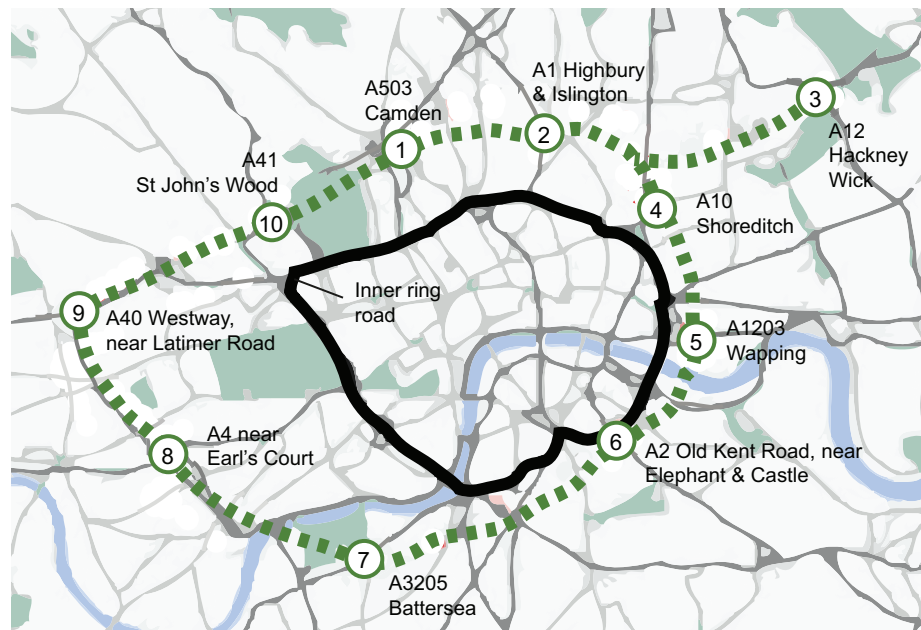 A1 Highbury
& Islington
3
A503
Camden
2
1
A12
Hackney
Wick
A41
St John’s Wood
10
4
A10
Shoreditch
Inner ring
road
9
A40 Westway,
near Latimer Road
5
A1203
Wapping
8
A4 near
Earl’s Court
6
A2 Old Kent Road, near
Elephant & Castle
7
A3205
Battersea